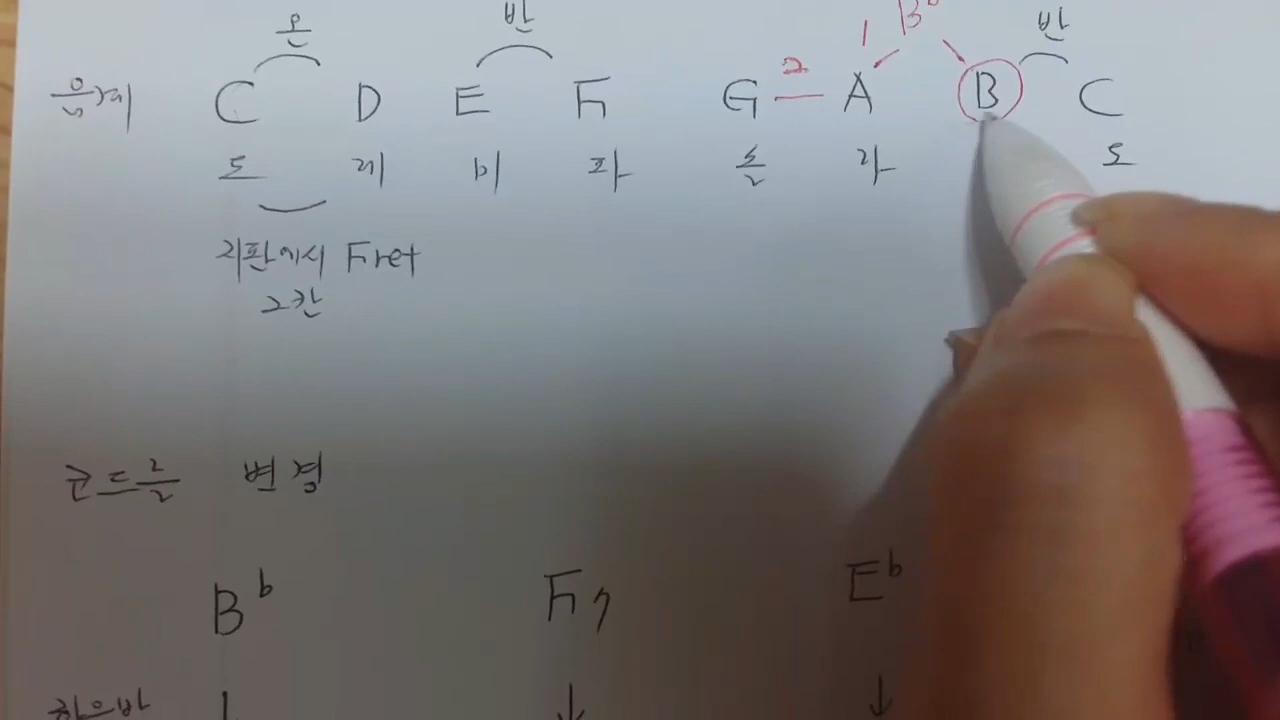 온 반 1 B♭ 반
음계 C D E F G 2 A B C
도 레 미 파 솔 라 도
지판에서 Fret
2칸
코드를 변경
B♭ F7 E♭